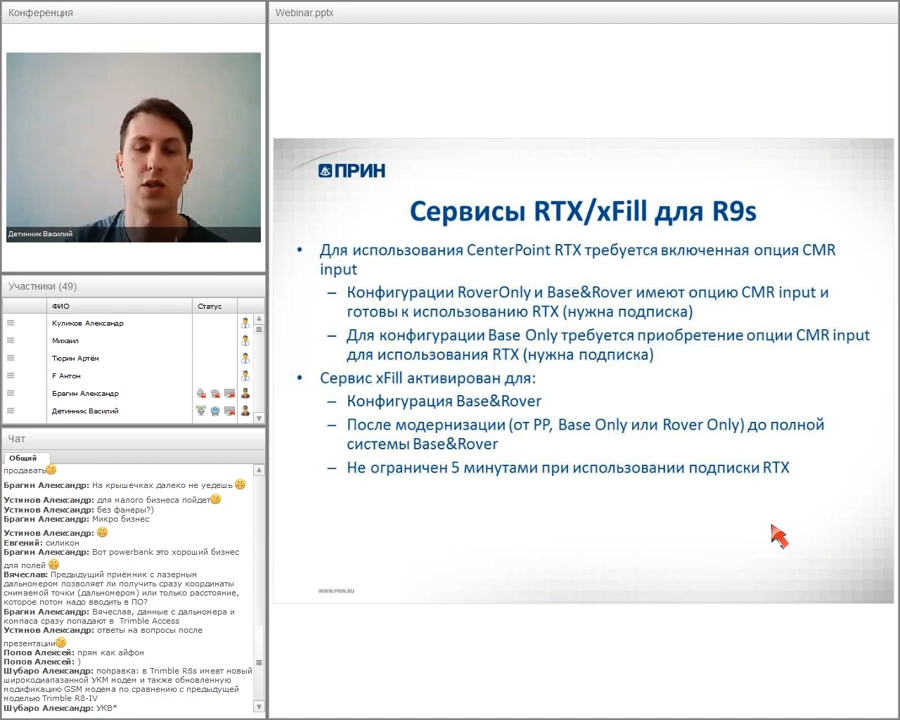 Конференция
Детинник Василий
Участники (49)
ФИО Статус
Куликов Александр
Михаил
Тюрин Артём
F Антон
Брагин Александр
Детинник Василий
Чат
Общий
продавать
Брагин Александр: На крышечках далеко не уедешь
Устинов Александр: для малого бизнеса пойдет
Устинов Александр: без фанеры?)
Брагин Александр: Микро бизнес
Устинов Александр:
Евгений: силикон
Брагин Александр: Вот powerbank это хороший бизнес
для полей
Вячеслав: Предыдущий приёмник с лазерным
дальномером позволяет ли получить сразу координаты
снимаемой точки (дальномером) или только расстояние,
которое потом надо вводить в ПО?
Брагин Александр: Вячеслав, данные с дальномера и
компаса сразу попадают в Trimble Access
Устинов Александр: ответы на вопросы после
презентации
Попов Алексей: прям как айфон
Попов Алексей: )
Шубаро Александр: поправка: в Trimble R8s имеет новый
широкодиапазанной УКМ модем и также обновленную
модификацию GSM модема по сравнению с предыдущей
моделью Trimble R8-IV
Шубаро Александр: УКВ*
Webinar.pptx
ПРИН
Сервисы RTX/xFill для R9s
• Для использования CenterPoint RTX требуется включенная опция CMR
input
– Конфигурации RoverOnly и Base&Rover имеют опцию CMR input и
готовы к использованию RTX (нужна подписка)
– Для конфигурации Base Only требуется приобретение опции CMR input
для использования RTX (нужна подписка)
• Сервис xFill активирован для:
– Конфигурация Base&Rover
– После модернизации (от PP, Base Only или Rover Only) до полной
системы Base&Rover
– Не ограничен 5 минутами при использовании подписки RTX
WWW.PRIN.RU